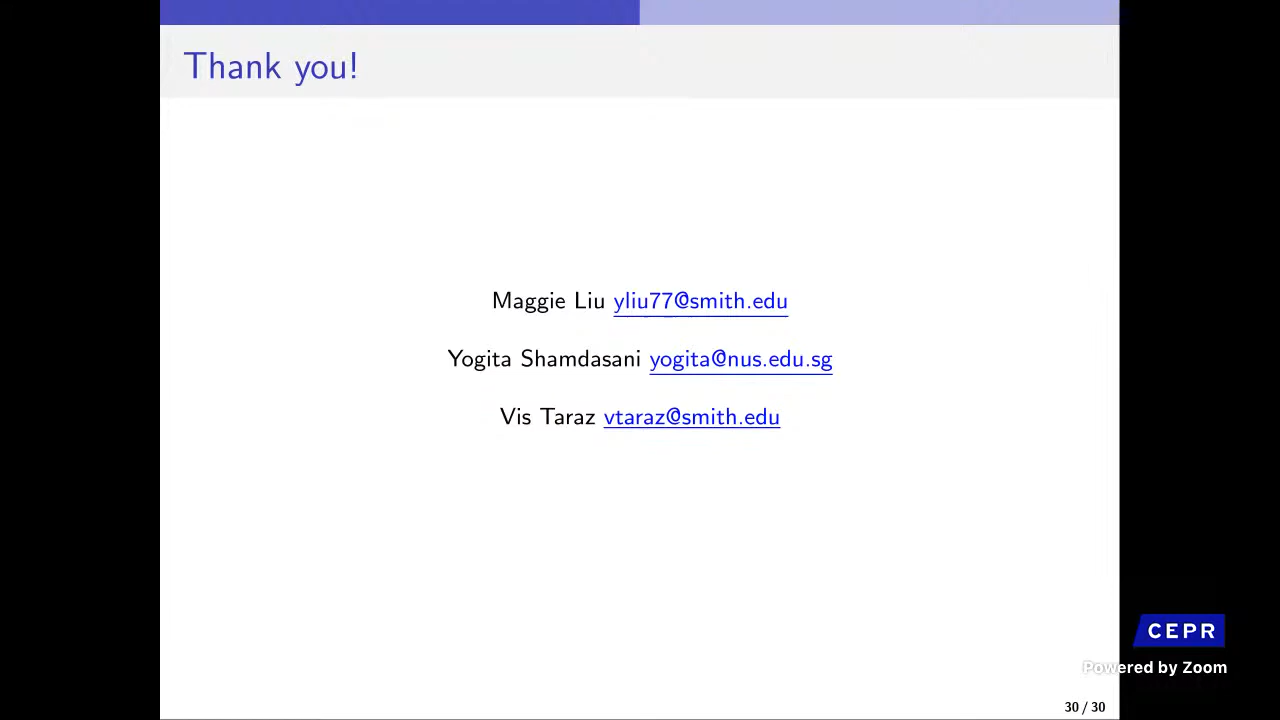 Thank you!
Maggie Liu yliu77@smith.edu
Yogita Shamdasani yogita@nus.edu.sg
Vis Taraz vtaraz@smith.edu
CEPR
Powered by Zoom
30 / 30